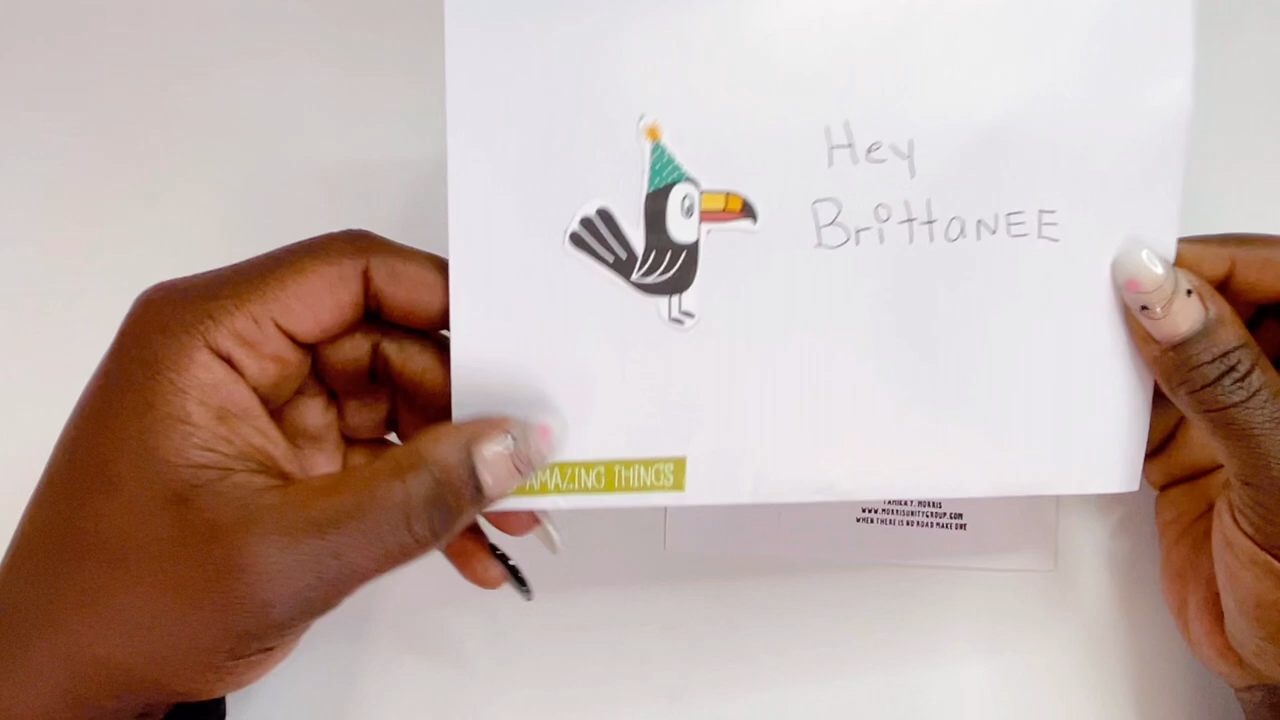 Hey
BrittaNEE
AMAZING THINGS
TAMIKA T. MORRIS
WWW.MORRISUNITYGROUP.COM
WHEN THERE IS NO ROAD MAKE ONE